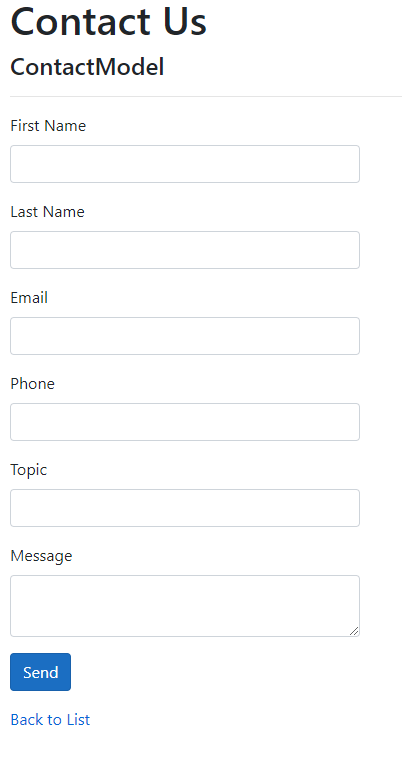 Contact Us
ContactModel
First Name
Last Name
Email
Phone
Topic
Message
Send
Back to List